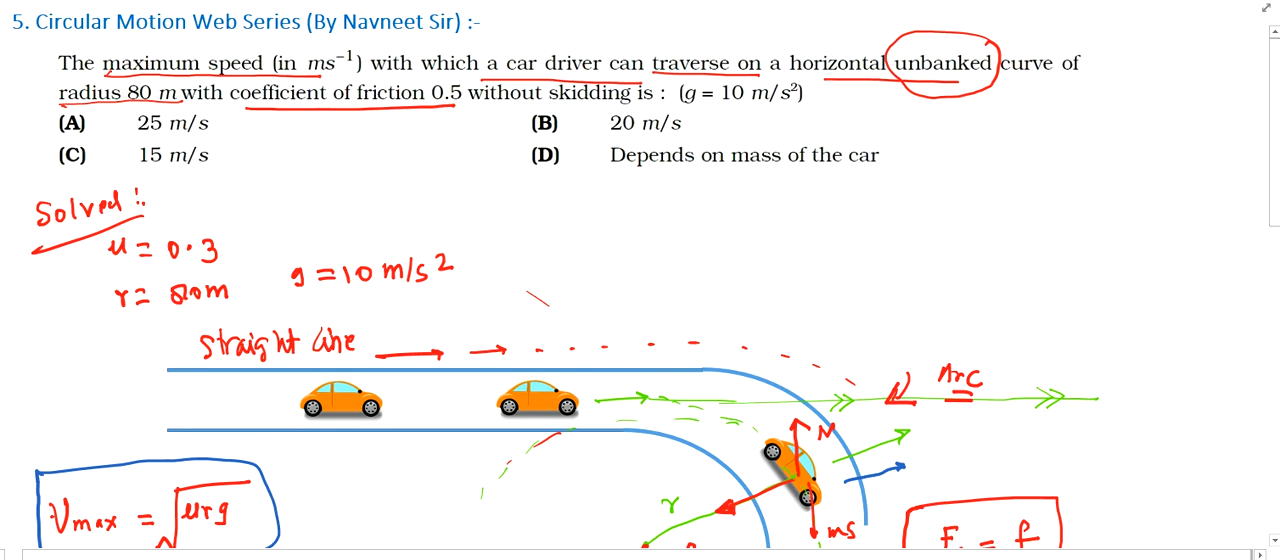 5. Circular Motion Web Series (By Navneet Sir) :-
The maximum speed (in ms⁻¹) with which a car driver can traverse on a horizontal unbanked curve of
radius 80 m with coefficient of friction 0.5 without skidding is : (g = 10 m/s²)
(A) 25 m/s (B) 20 m/s
(C) 15 m/s (D) Depends on mass of the car
Solved :
μ = 0.3
g = 10 m/s2
r = 80m
straight line
Arc
N
Vmax = √μrg
r
ms
= f